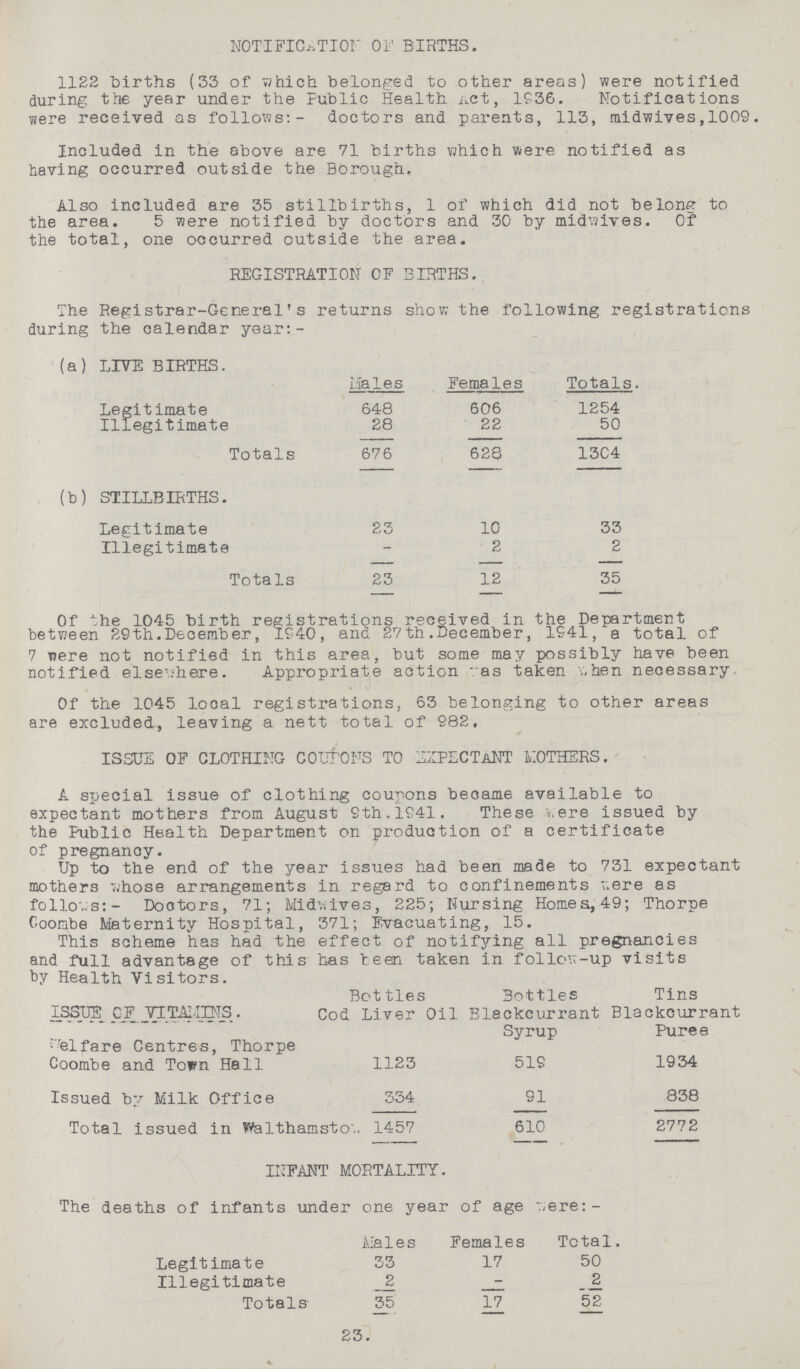 NOTIFICATION OF BIRTHS.
1122 births (33 of which belonged to other areas) were notified
during the year under the Public Health Act, 1936. Notifications
were received as follows:- doctors and parents, 113, midwives,1009.
Included in the above are 71 births which were notified as
having occurred outside the Borough.
Also included are 35 stillbirths, 1 of which did not belong to
the area. 5 were notified by doctors and 30 by midwives. Of
the total, one occurred outside the area.
REGISTRATION OF BIRTHS.
The Registrar-General's returns show the following registrations
during the calendar year:-
(a) LIVE BIRTHS.
Males Females Totals.
Legitimate 648 606 1254
Illegitimate 28 22 50
Totals 676 628 1304
(b) STILLBIRTHS.
Legitimate 23 10 33
Illegitimate - 2 2
Totals 23 12 35
Of the 1045 birth registrations received in the Department
between 29th.December, 1940, and 27th.December, 1941, a total of
7 were not notified in this area, but some may possibly have been
notified elsewhere. Appropriate action was taken when necessary.
Of the 1045 local registrations, 63 belonging to other areas
are excluded, leaving a nett total of 982.
ISSUE OF CLOTHING COUPONS TO EXPECTANT MOTHERS.
A special issue of clothing coupons became available to
expectant mothers from August 9th.1941. These were issued by
the Public Health Department on production of a certificate
of pregnancy.
Up to the end of the year issues had been made to 731 expectant
mothers whose arrangements in regard to confinements were as
follows:- Doctors, 71; Midwives, 225; Nursing Homes,49; Thorpe
Coombe Maternity Hospital, 371; Evacuating, 15.
This scheme has had the effect of notifying all pregnancies
and full advantage of this has been taken in follow-up visits
by Health Visitors.
Bottles Bottles Tins
ISSUE OF VITAMINS. Cod Liver Oil Blackcurrant Blackcurrant
Syrup Puree
Welfare Centres, Thorpe
Coombe and Town Hall 1123 519 1934
Issued by Milk Office 334 91 838
Total issued in Walthamstow. 1457 610 2772
INFANT MORTALITY.
The deaths of infants under one year of age were:-
Males Females Total.
Legitimate 33 17 50
Illegitimate 2 - 2
Totals 35 17 52
23.